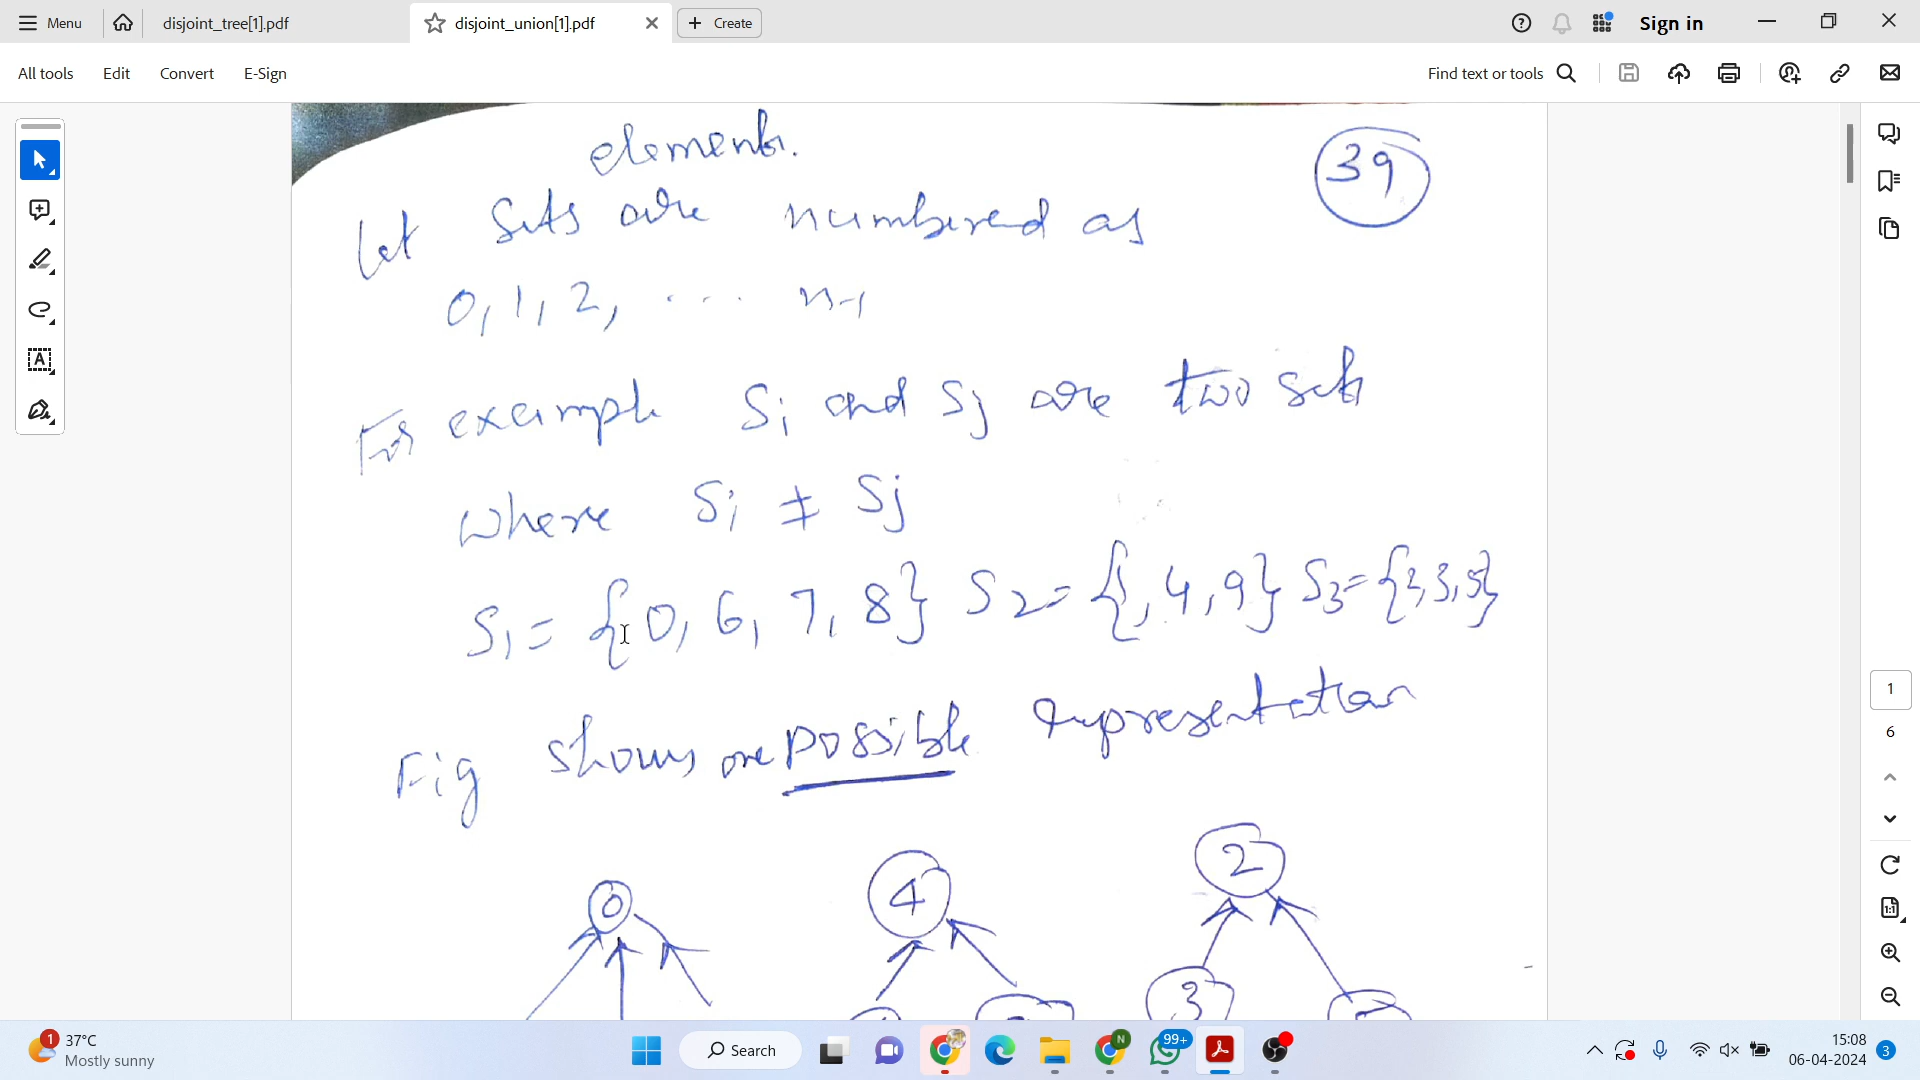 Menu
disjoint_tree[1].pdf
disjoint_union[1].pdf
Create
Sign in
All tools
Edit
Convert
E-Sign
Find text or tools
elements.
39
Let Sets are numbered as
0, 1, 2, .... n-1
For example Si and Sj are two sets
where Si ≠ Sj
S1 = {0, 6, 7, 8} S2 = {1, 4, 9} S3 = {2, 3, 5}
Fig shows one possible representation
0
4
2
3
1
6
1
37°C
Mostly sunny
Search
99+
N
15:08
06-04-2024
3